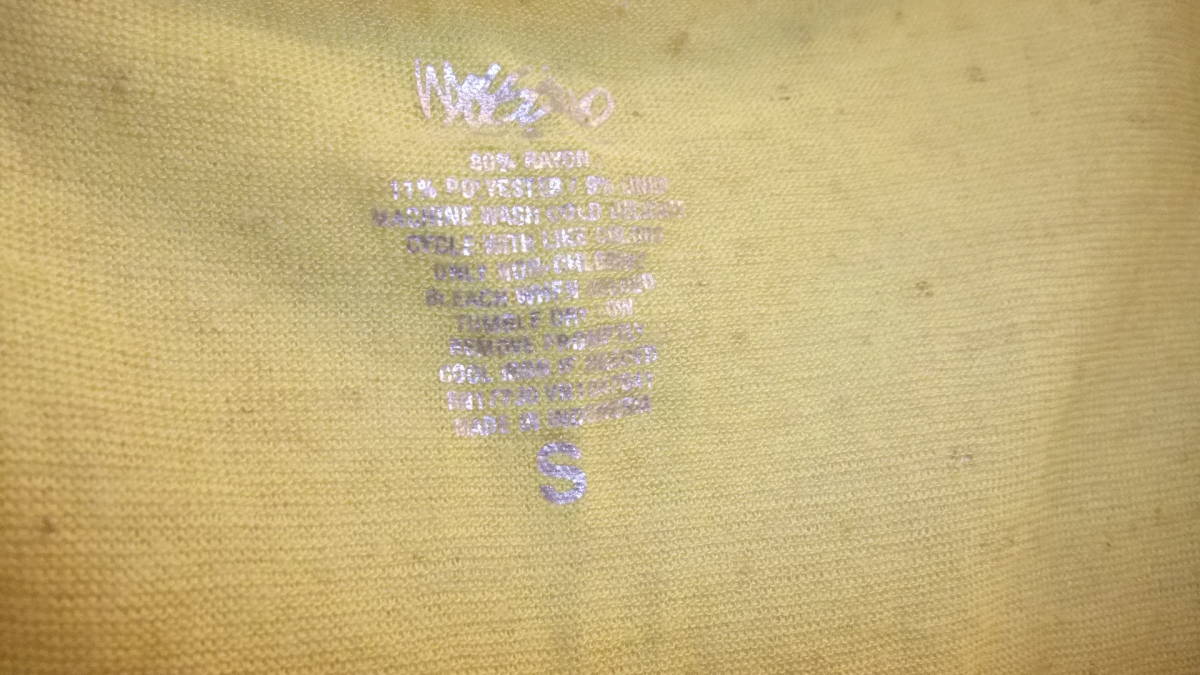 Mossimo
80% RAYON
11% POLYESTER / 9% LINEN
MACHINE WASH COLD
CYCLE WITH LIKE COLORS
ONLY NON-CHLORINE
BLEACH WHEN NEEDED
TUMBLE DRY LOW
REMOVE PROMPTLY
COOL IRON IF NEEDED
MADE IN
S